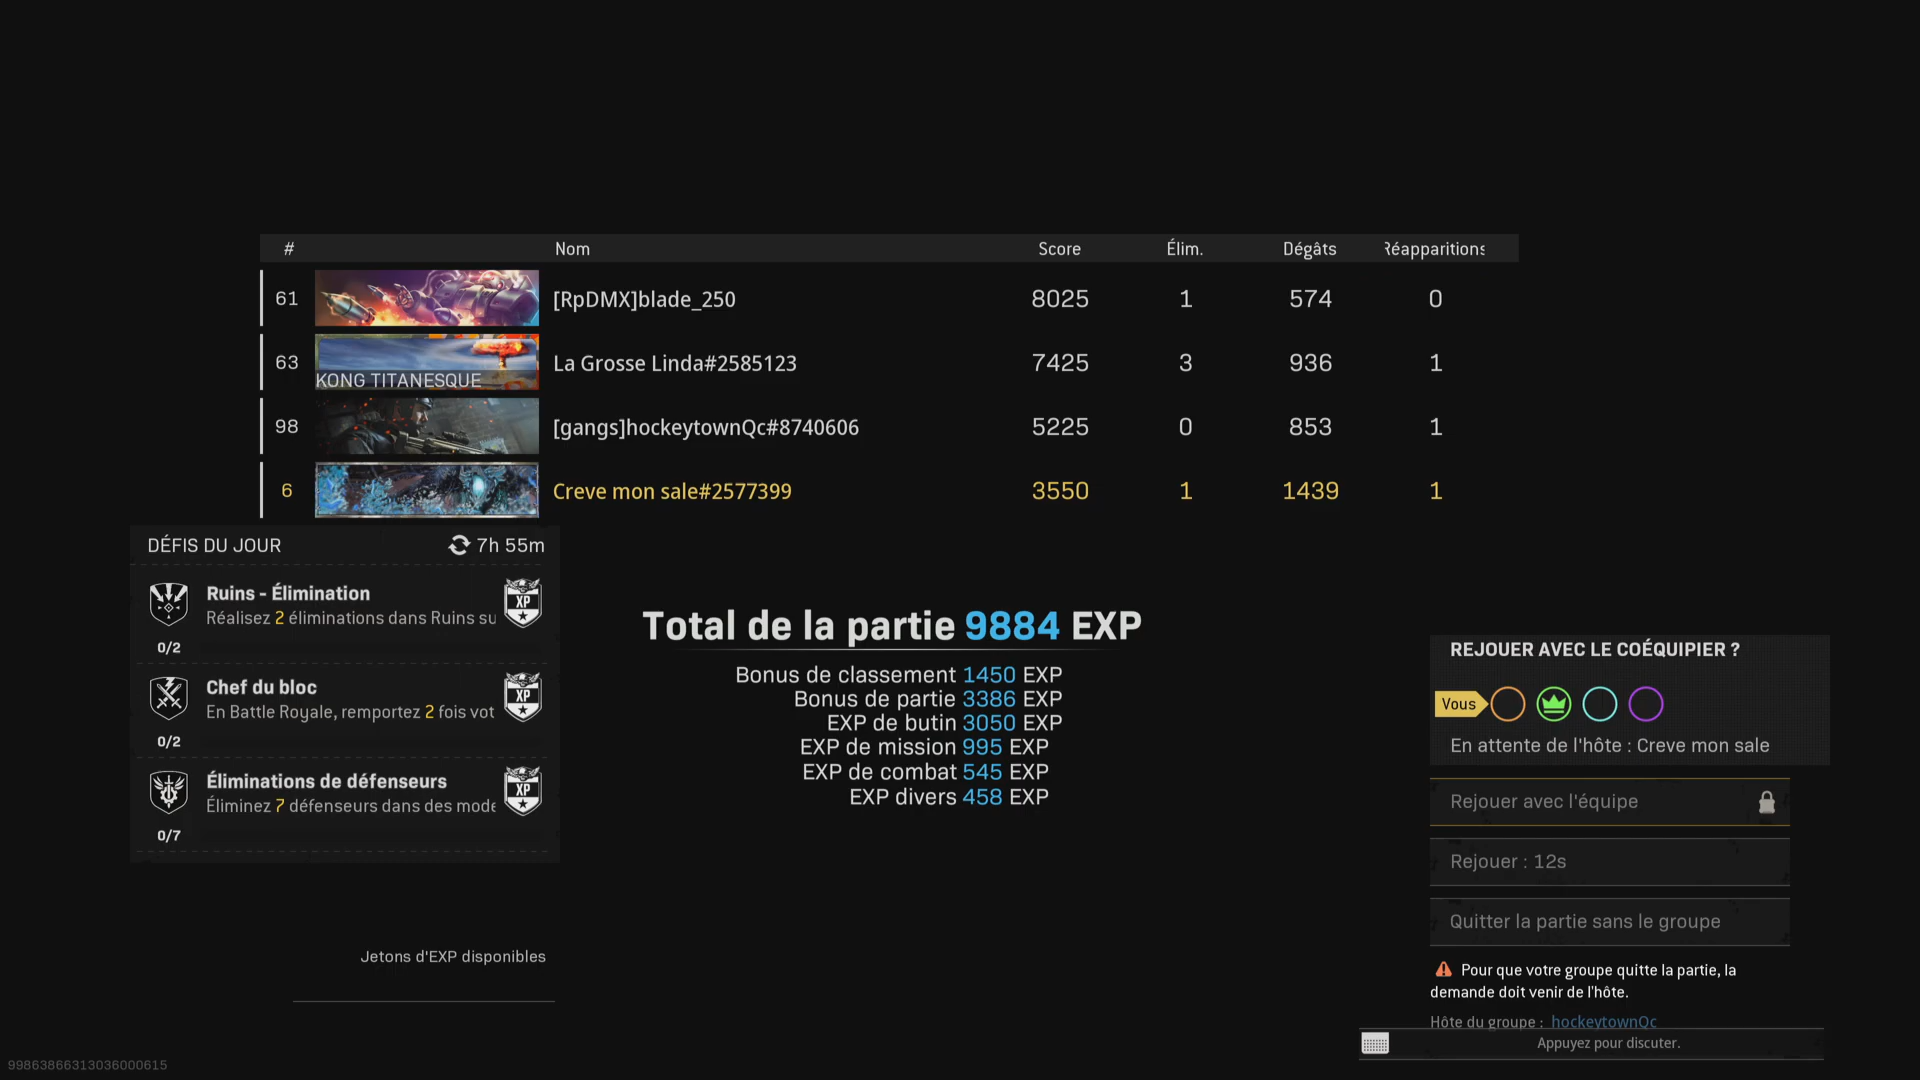 # Nom Score Élim. Dégâts Réapparitions
61 [RpDMX]blade_250 8025 1 574 0
63 KONG TITANESQUE La Grosse Linda#2585123 7425 3 936 1
98 [gangs]hockeytownQc#8740606 5225 0 853 1
6 Creve mon sale#2577399 3550 1 1439 1
DÉFIS DU JOUR 7h 55m
Ruins - Élimination
Réalisez 2 éliminations dans Ruins su
XP
0/2
Chef du bloc
En Battle Royale, remportez 2 fois vot
XP
0/2
Éliminations de défenseurs
Éliminez 7 défenseurs dans des mode
XP
0/7
Jetons d'EXP disponibles
Total de la partie 9884 EXP
Bonus de classement 1450 EXP
Bonus de partie 3386 EXP
EXP de butin 3050 EXP
EXP de mission 995 EXP
EXP de combat 545 EXP
EXP divers 458 EXP
REJOUER AVEC LE COÉQUIPIER ?
Vous
En attente de l'hôte : Creve mon sale
Rejouer avec l'équipe
Rejouer : 12s
Quitter la partie sans le groupe
Pour que votre groupe quitte la partie, la
demande doit venir de l'hôte.
Hôte du groupe : hockeytownQc
Appuyez pour discuter.
99863866313036000615